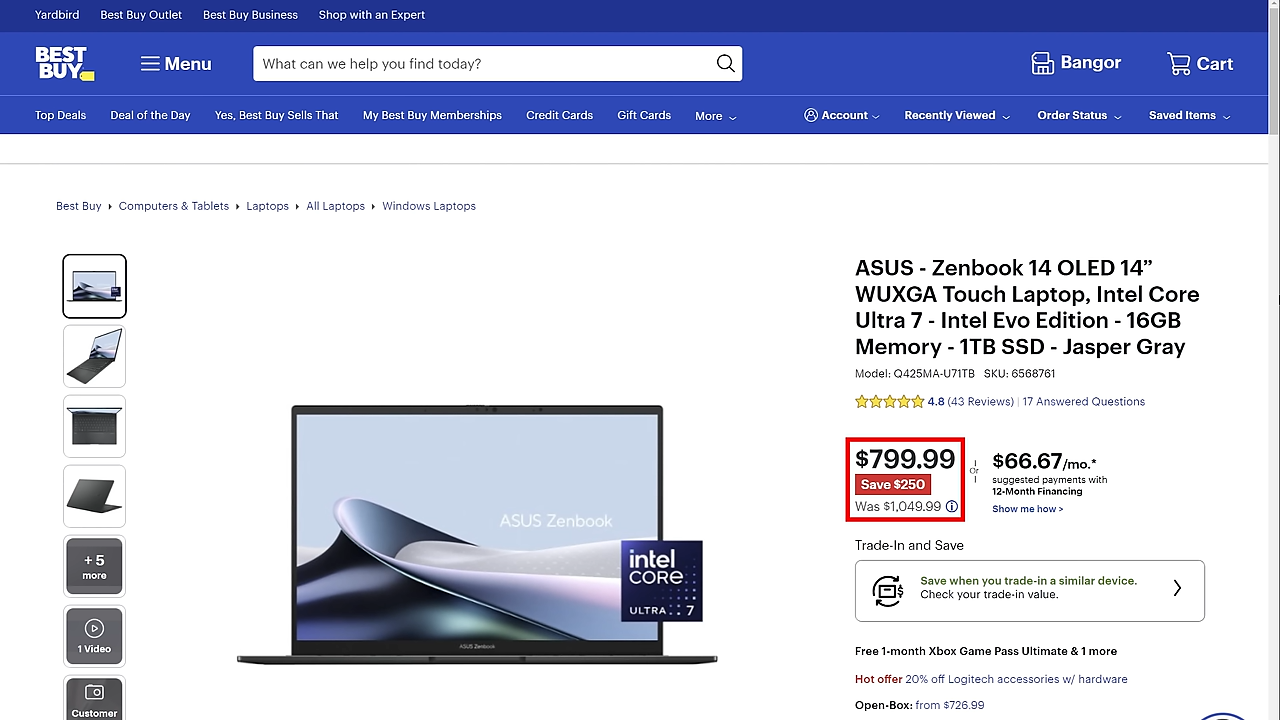 Yardbird Best Buy Outlet Best Buy Business Shop with an Expert
BEST
BUY
Menu
What can we help you find today?
Bangor
Cart
Top Deals Deal of the Day Yes, Best Buy Sells That My Best Buy Memberships Credit Cards Gift Cards More
Account Recently Viewed Order Status Saved Items
Best Buy Computers & Tablets Laptops All Laptops Windows Laptops
+ 5
more
1 Video
Customer
ASUS Zenbook
intel
CORE
ULTRA 7
ASUS Zenbook
ASUS - Zenbook 14 OLED 14”
WUXGA Touch Laptop, Intel Core
Ultra 7 - Intel Evo Edition - 16GB
Memory - 1TB SSD - Jasper Gray
Model: Q425MA-U71TB SKU: 6568761
4.8 (43 Reviews) 17 Answered Questions
$799.99
Save $250
Was $1,049.99
Or
$66.67/mo.*
suggested payments with
12-Month Financing
Show me how >
Trade-In and Save
Save when you trade-in a similar device.
Check your trade-in value.
Free 1-month XBox Game Pass Ultimate & 1 more
Hot offer 20% off Logitech accessories w/ hardware
Open-Box: from $726.99